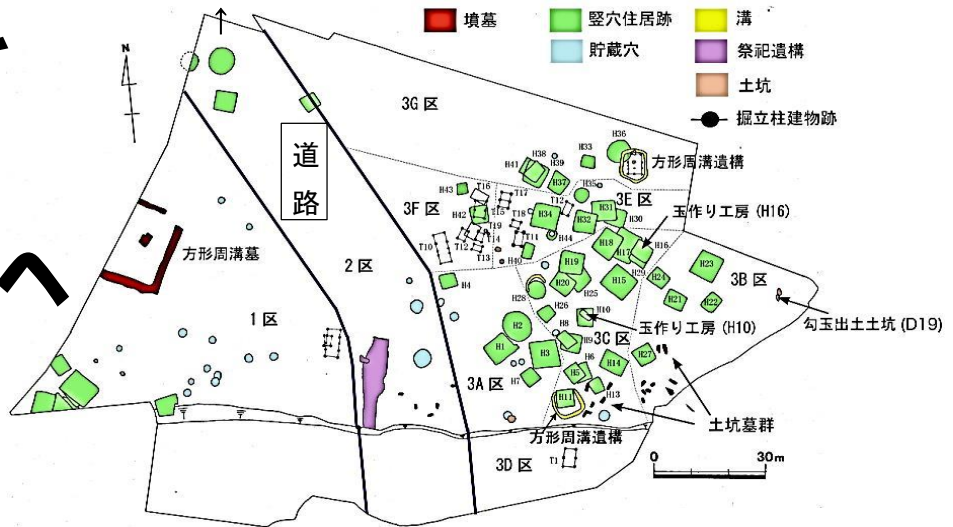 墳墓
竪穴住居跡
溝
貯蔵穴
祭祀遺構
土坑
掘立柱建物跡
N
3G 区
道路
H36
H38
H33
H41
H39
方形周溝遺構
H37
H35
3E 区
H43
T16
T17
T12
3F 区
H42
T15
T18
H34
H32
H31
H30
玉作り工房 (H16)
T10
T12
T19
T13
T11
H44
H18
H17
H16
H40
方形周溝墓
2 区
H4
H19
H29
H20
H25
H15
H24
H23
3B 区
H28
H21
H22
勾玉出土土坑 (D19)
1 区
H26
H10
玉作り工房 (H10)
H2
H8
H9
3C 区
H1
H3
H6
H14
H27
3A 区
H7
H5
H13
H11
土坑墓群
方形周溝遺構
3D 区
T1
0
30m